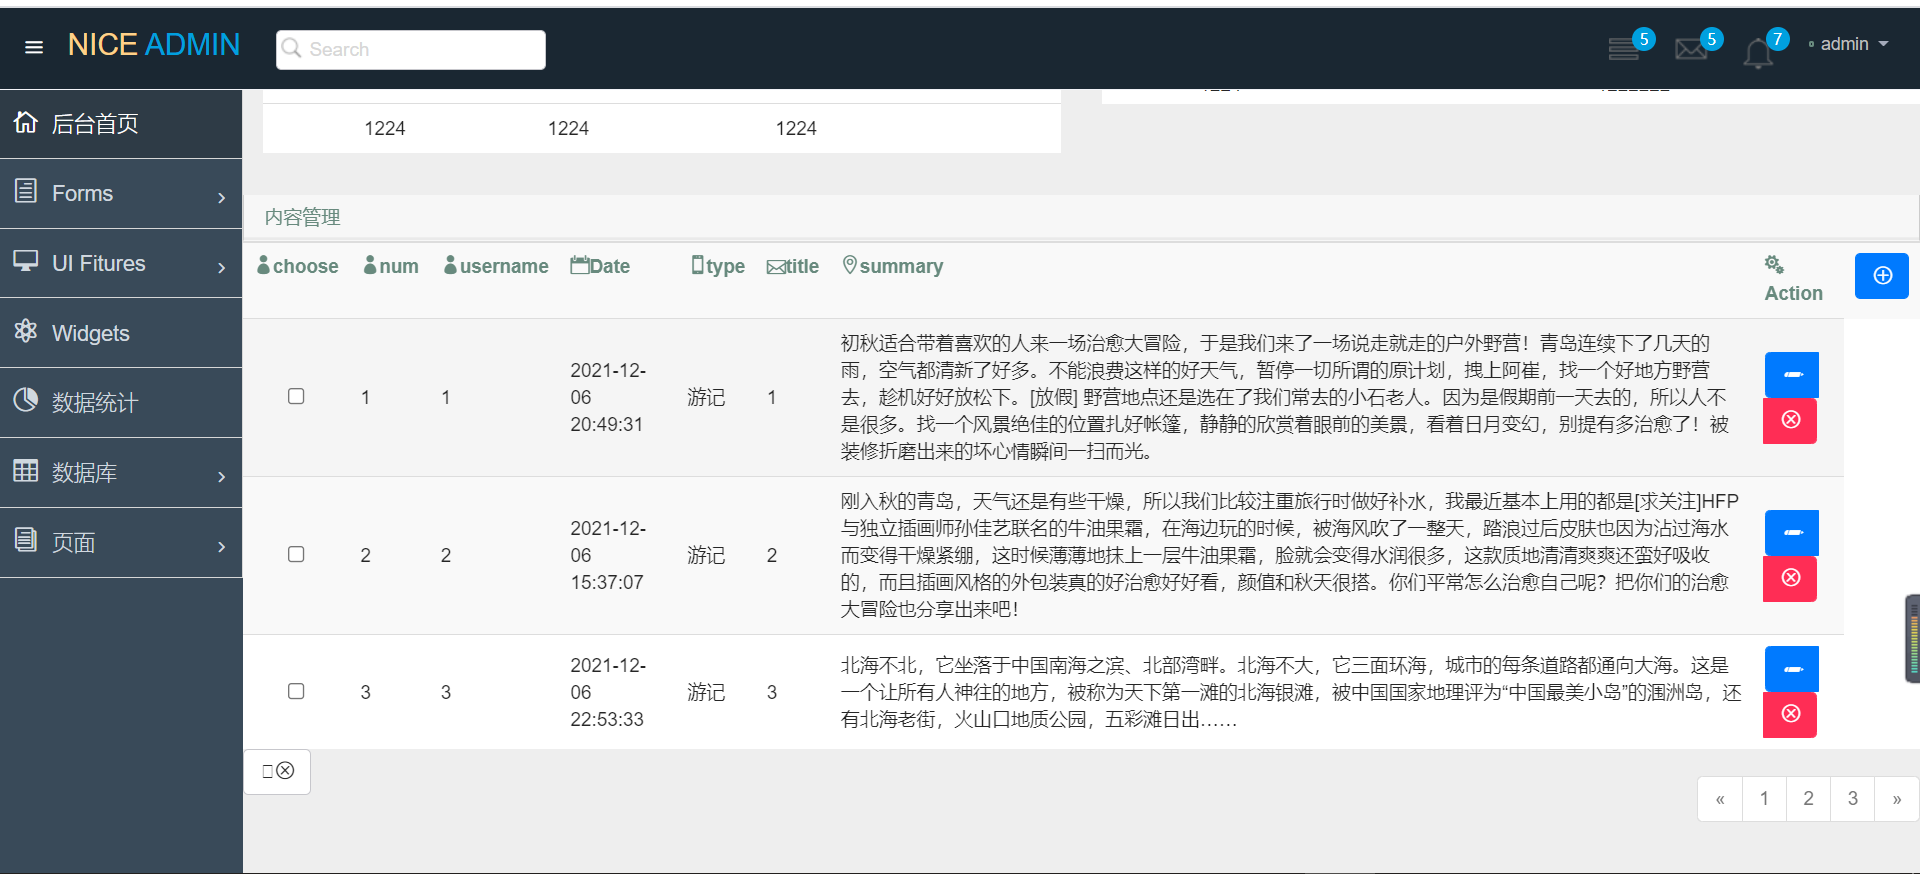 NICE ADMIN
Search
5
5
7
admin
后台首页
Forms
UI Fitures
Widgets
数据统计
数据库
页面
1224 1224 1224
内容管理
choose num username Date type title summary Action
1 1 2021-12-06 20:49:31 游记 1
初秋适合带着喜欢的人来一场治愈大冒险，于是我们来了一场说走就走的户外野营！青岛连续下了几天的
雨，空气都清新了好多。不能浪费这样的好天气，暂停一切所谓的原计划，拽上阿崔，找一个好地方野营
去，趁机好好放松下。[放假] 野营地点还是选在了我们常去的小石老人。因为是假期前一天去的，所以人不
是很多。找一个风景绝佳的位置扎好帐篷，静静的欣赏着眼前的美景，看着日月变幻，别提有多治愈了！被
装修折磨出来的坏心情瞬间一扫而光。
2 2 2021-12-06 15:37:07 游记 2
刚入秋的青岛，天气还是有些干燥，所以我们比较注重旅行时做好补水，我最近基本上用的都是[求关注]HFP
与独立插画师孙佳艺联名的牛油果霜，在海边玩的时候，被海风吹了一整天，踏浪过后皮肤也因为沾过海水
而变得干燥紧绷，这时候薄薄地抹上一层牛油果霜，脸就会变得水润很多，这款质地清清爽爽还蛮好吸收
的，而且插画风格的外包装真的好治愈好好看，颜值和秋天很搭。你们平常怎么治愈自己呢？把你们的治愈
大冒险也分享出来吧！
3 3 2021-12-06 22:53:33 游记 3
北海不北，它坐落于中国南海之滨、北部湾畔。北海不大，它三面环海，城市的每条道路都通向大海。这是
一个让所有人神往的地方，被称为天下第一滩的北海银滩，被中国国家地理评为“中国最美小岛”的涠洲岛，还
有北海老街，火山口地质公园，五彩滩日出……
« 1 2 3 »